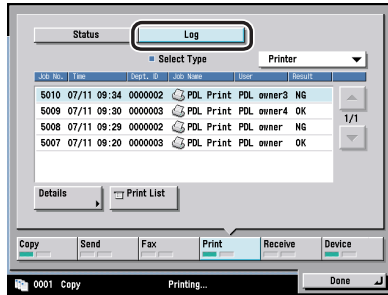 Status Log
Select Type Printer
Job No. Time Dept. ID Job Name User Result
5010 07/11 09:34 0000002 PDL Print PDL owner3 NG
5009 07/11 09:30 0000003 PDL Print PDL owner4 OK
5008 07/11 09:29 0000002 PDL Print PDL owner2 NG
5007 07/11 09:20 0000003 PDL Print PDL owner1 OK
1/1
Details Print List
Copy Send Fax Print Receive Device
0001 Copy Printing... Done